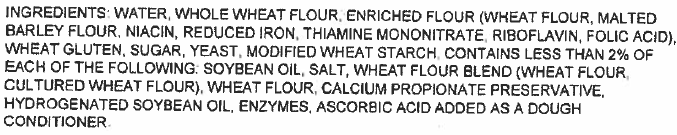 INGREDIENTS: WATER, WHOLE WHEAT FLOUR, ENRICHED FLOUR (WHEAT FLOUR, MALTED
BARLEY FLOUR, NIACIN, REDUCED IRON, THIAMINE MONONITRATE, RIBOFLAVIN, FOLIC ACID),
WHEAT GLUTEN, SUGAR, YEAST, MODIFIED WHEAT STARCH, CONTAINS LESS THAN 2% OF
EACH OF THE FOLLOWING: SOYBEAN OIL, SALT, WHEAT FLOUR BLEND (WHEAT FLOUR,
CULTURED WHEAT FLOUR), WHEAT FLOUR, CALCIUM PROPIONATE PRESERVATIVE,
HYDROGENATED SOYBEAN OIL, ENZYMES, ASCORBIC ACID ADDED AS A DOUGH
CONDITIONER.